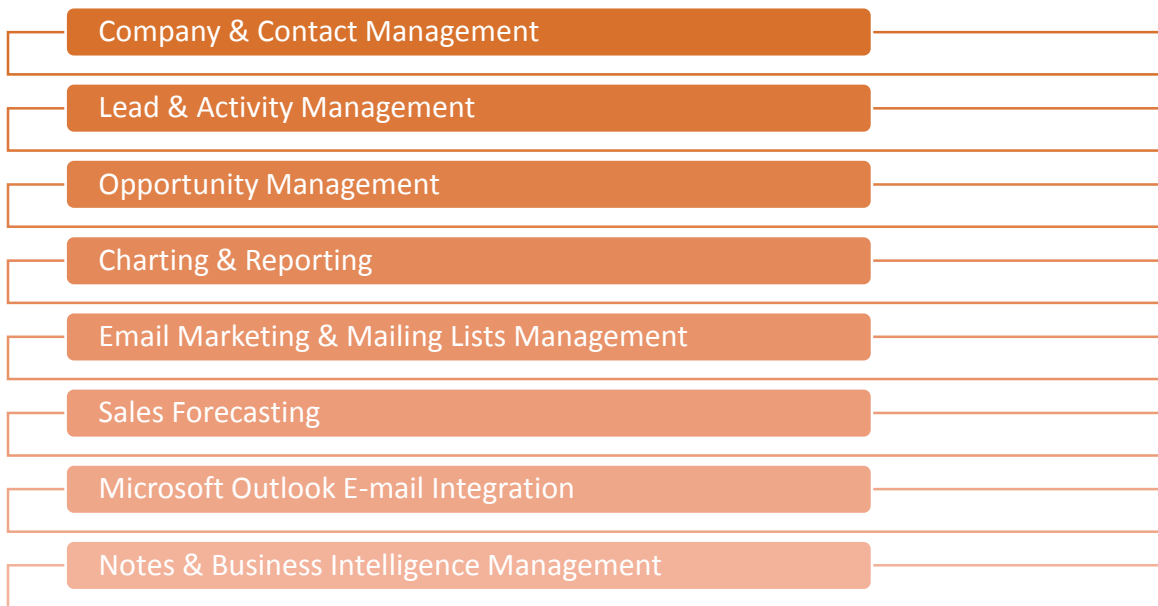 Company & Contact Management
Lead & Activity Management
Opportunity Management
Charting & Reporting
Email Marketing & Mailing Lists Management
Sales Forecasting
Microsoft Outlook E-mail Integration
Notes & Business Intelligence Management